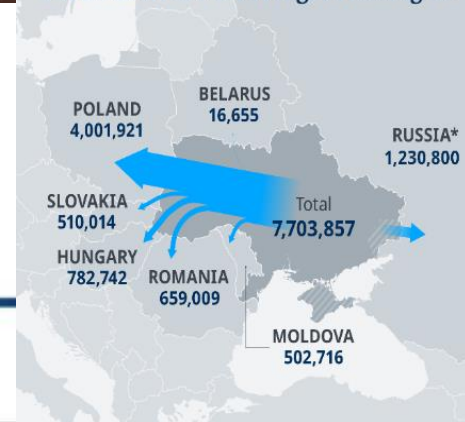 POLAND
4,001,921
BELARUS
16,655
RUSSIA*
1,230,800
SLOVAKIA
510,014
Total
7,703,857
HUNGARY
782,742
ROMANIA
659,009
MOLDOVA
502,716